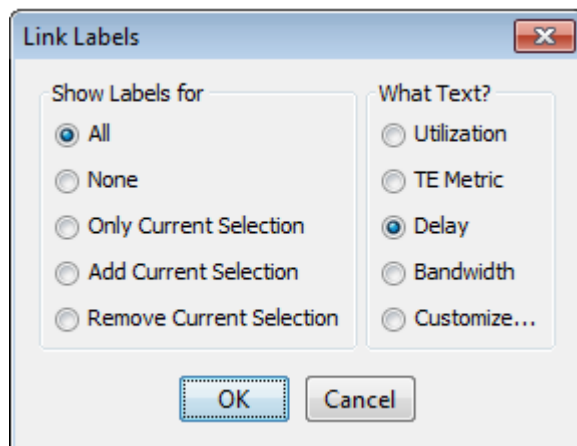 Link Labels
Show Labels for
All
None
Only Current Selection
Add Current Selection
Remove Current Selection
What Text?
Utilization
TE Metric
Delay
Bandwidth
Customize...
OK
Cancel